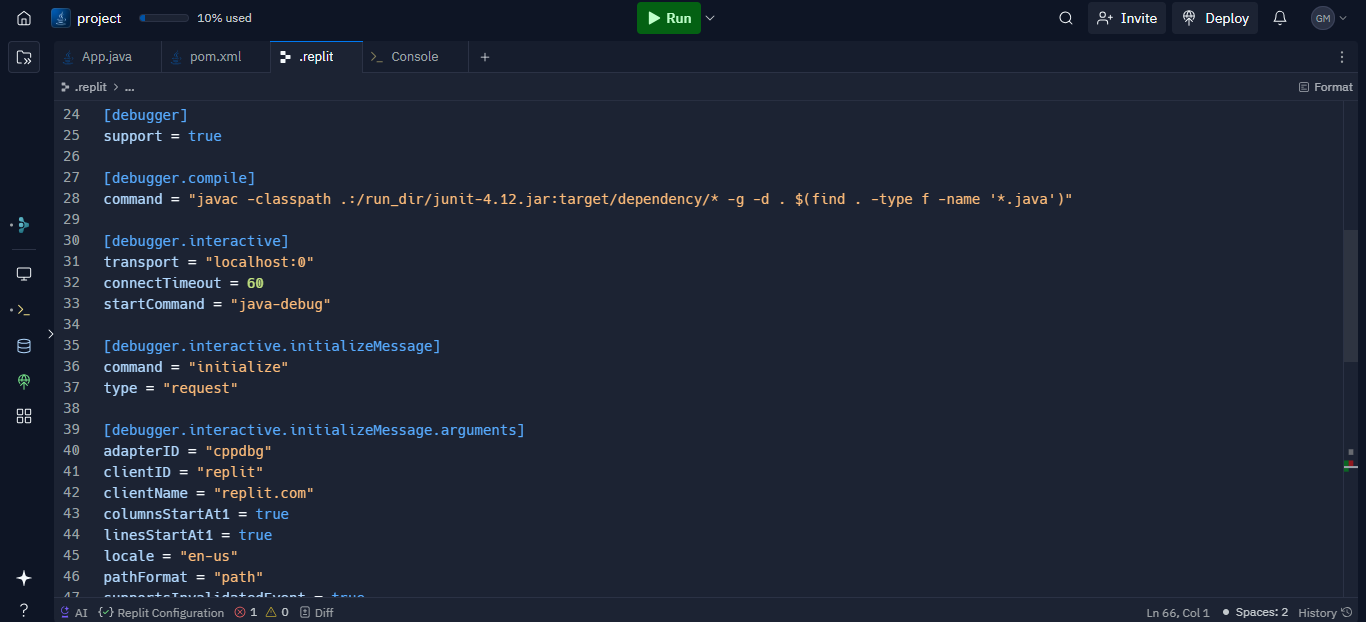 project 10% used Run Invite Deploy GM
App.java pom.xml .replit >_ Console +
.replit > ... Format
24 [debugger]
25 support = true
26
27 [debugger.compile]
28 command = "javac -classpath .:/run_dir/junit-4.12.jar:target/dependency/* -g -d . $(find . -type f -name '*.java')"
29
30 [debugger.interactive]
31 transport = "localhost:0"
32 connectTimeout = 60
33 startCommand = "java-debug"
34
35 [debugger.interactive.initializeMessage]
36 command = "initialize"
37 type = "request"
38
39 [debugger.interactive.initializeMessage.arguments]
40 adapterID = "cppdbg"
41 clientID = "replit"
42 clientName = "replit.com"
43 columnsStartAt1 = true
44 linesStartAt1 = true
45 locale = "en-us"
46 pathFormat = "path"
47 supportsInvalidatedEvent = true
? AI Replit Configuration 1 0 Diff Ln 66, Col 1 Spaces: 2 History